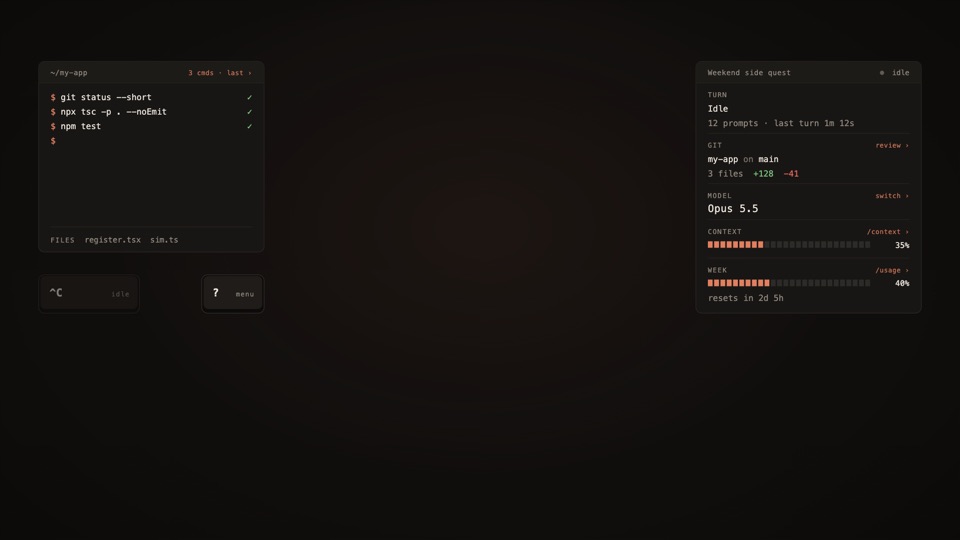 ~/my-app 3 cmds · last ›
$ git status --short ✓
$ npx tsc -p . --noEmit ✓
$ npm test ✓
$
FILES register.tsx sim.ts
^C idle
? menu
Weekend side quest idle
TURN
Idle
12 prompts · last turn 1m 12s
GIT review ›
my-app on main
3 files +128 −41
MODEL switch ›
Opus 5.5
CONTEXT /context ›
35%
WEEK /usage ›
40%
resets in 2d 5h